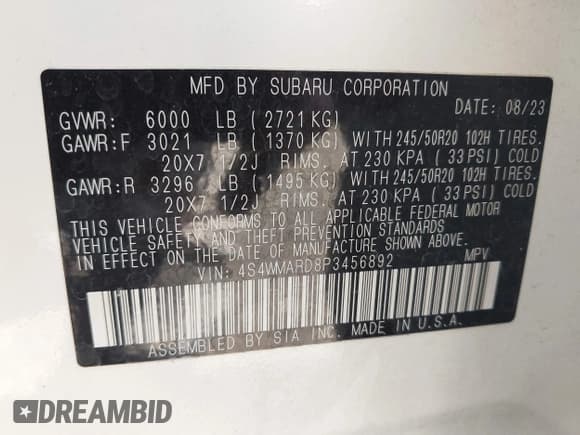 MFD BY SUBARU CORPORATION
DATE: 08/23
GVWR: 6000 LB ( 2721 KG)
GAWR:F 3021 LB ( 1370 KG) WITH 245/50R20 102H TIRES.
20X7 1/2J RIMS. AT 230 KPA ( 33 PSI) COLD
GAWR:R 3296 LB ( 1495 KG) WITH 245/50R20 102H TIRES.
20X7 1/2J RIMS. AT 230 KPA ( 33 PSI) COLD
THIS VEHICLE CONFORMS TO ALL APPLICABLE FEDERAL MOTOR
VEHICLE SAFETY AND THEFT PREVENTION STANDARDS
IN EFFECT ON THE DATE OF MANUFACTURE SHOWN ABOVE.
VIN: 4S4WMARD8P3456892 MPV
ASSEMBLED BY SIA INC. MADE IN U.S.A.
DREAMBID